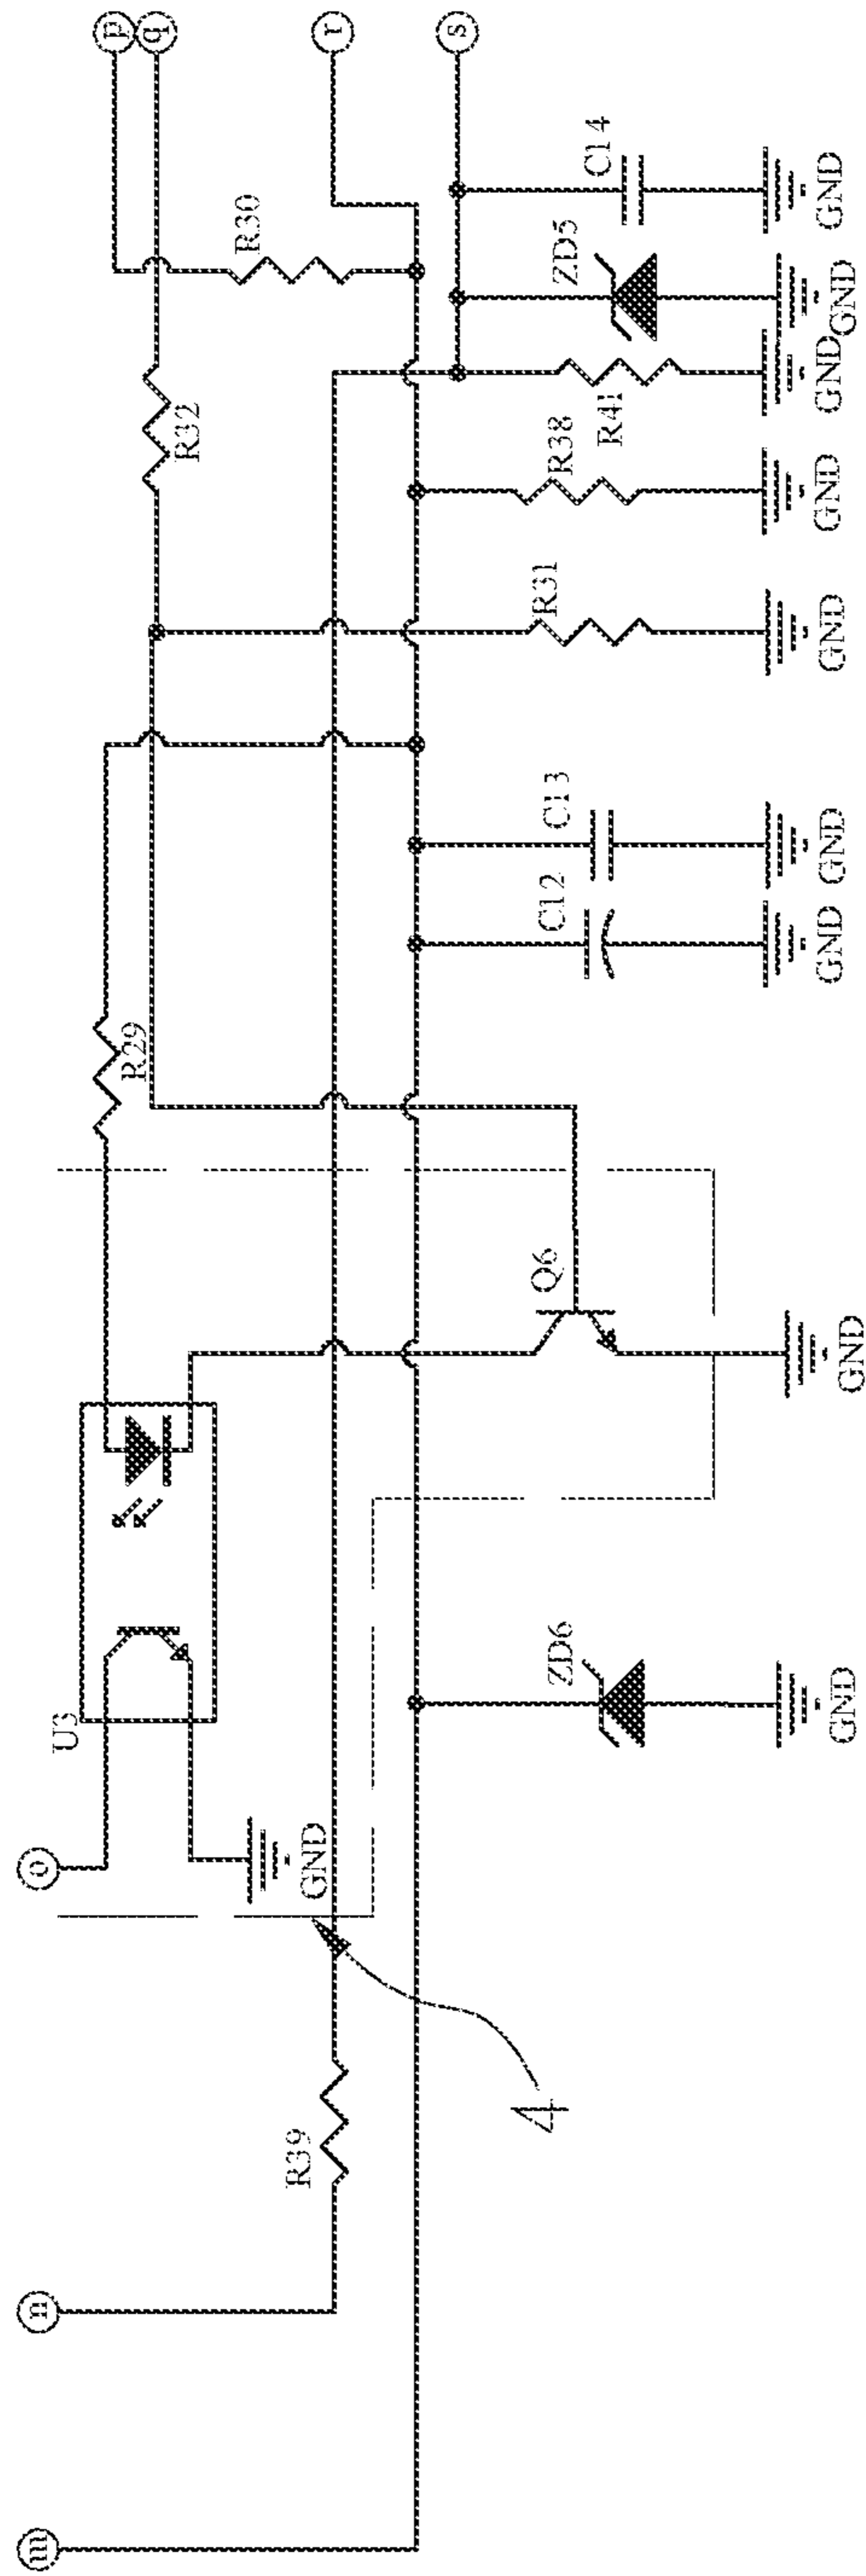 m
n
o
p
q
r
s
U3
R29
R32
R30
R39
4
GND
Q6
ZD6
C12
C13
R31
R38
R41
ZD5
C14
GND
GND
GND
GND
GND
GND
GND
GND
GND